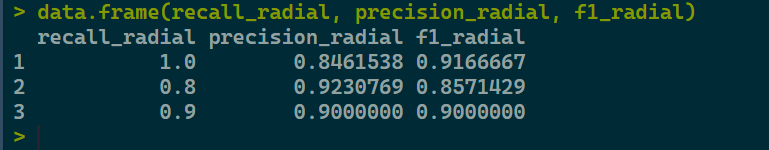 > data.frame(recall_radial, precision_radial, f1_radial)
recall_radial precision_radial f1_radial
1 1.0 0.8461538 0.9166667
2 0.8 0.9230769 0.8571429
3 0.9 0.9000000 0.9000000
>